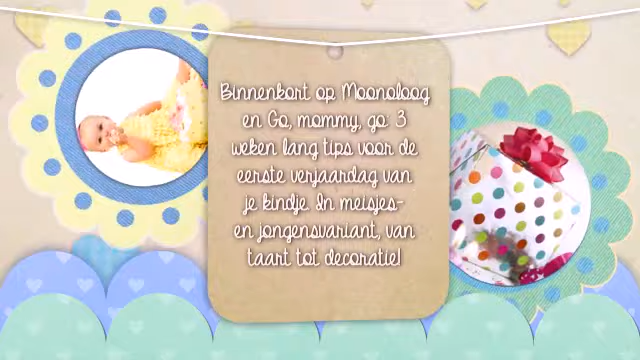 Binnenkort op Moonoloog
en Go, mommy, go: 3
weken lang tips voor de
eerste verjaardag van
je kindje. In meisjes-
en jongensvariant, van
taart tot decoratie!